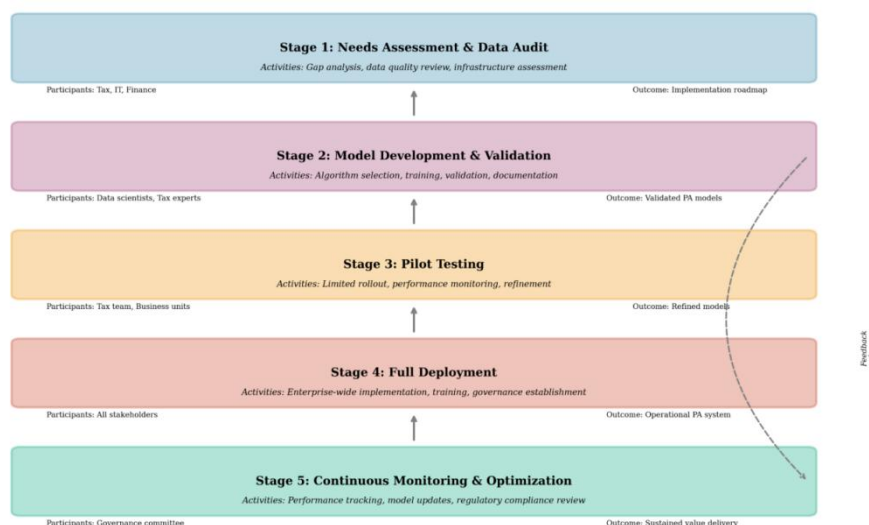 Stage 1: Needs Assessment & Data Audit
Activities: Gap analysis, data quality review, infrastructure assessment
Participants: Tax, IT, Finance
Outcome: Implementation roadmap
Stage 2: Model Development & Validation
Activities: Algorithm selection, training, validation, documentation
Participants: Data scientists, Tax experts
Outcome: Validated PA models
Stage 3: Pilot Testing
Activities: Limited rollout, performance monitoring, refinement
Participants: Tax team, Business units
Outcome: Refined models
Feedback
Stage 4: Full Deployment
Activities: Enterprise-wide implementation, training, governance establishment
Participants: All stakeholders
Outcome: Operational PA system
Stage 5: Continuous Monitoring & Optimization
Activities: Performance tracking, model updates, regulatory compliance review
Participants: Governance committee
Outcome: Sustained value delivery